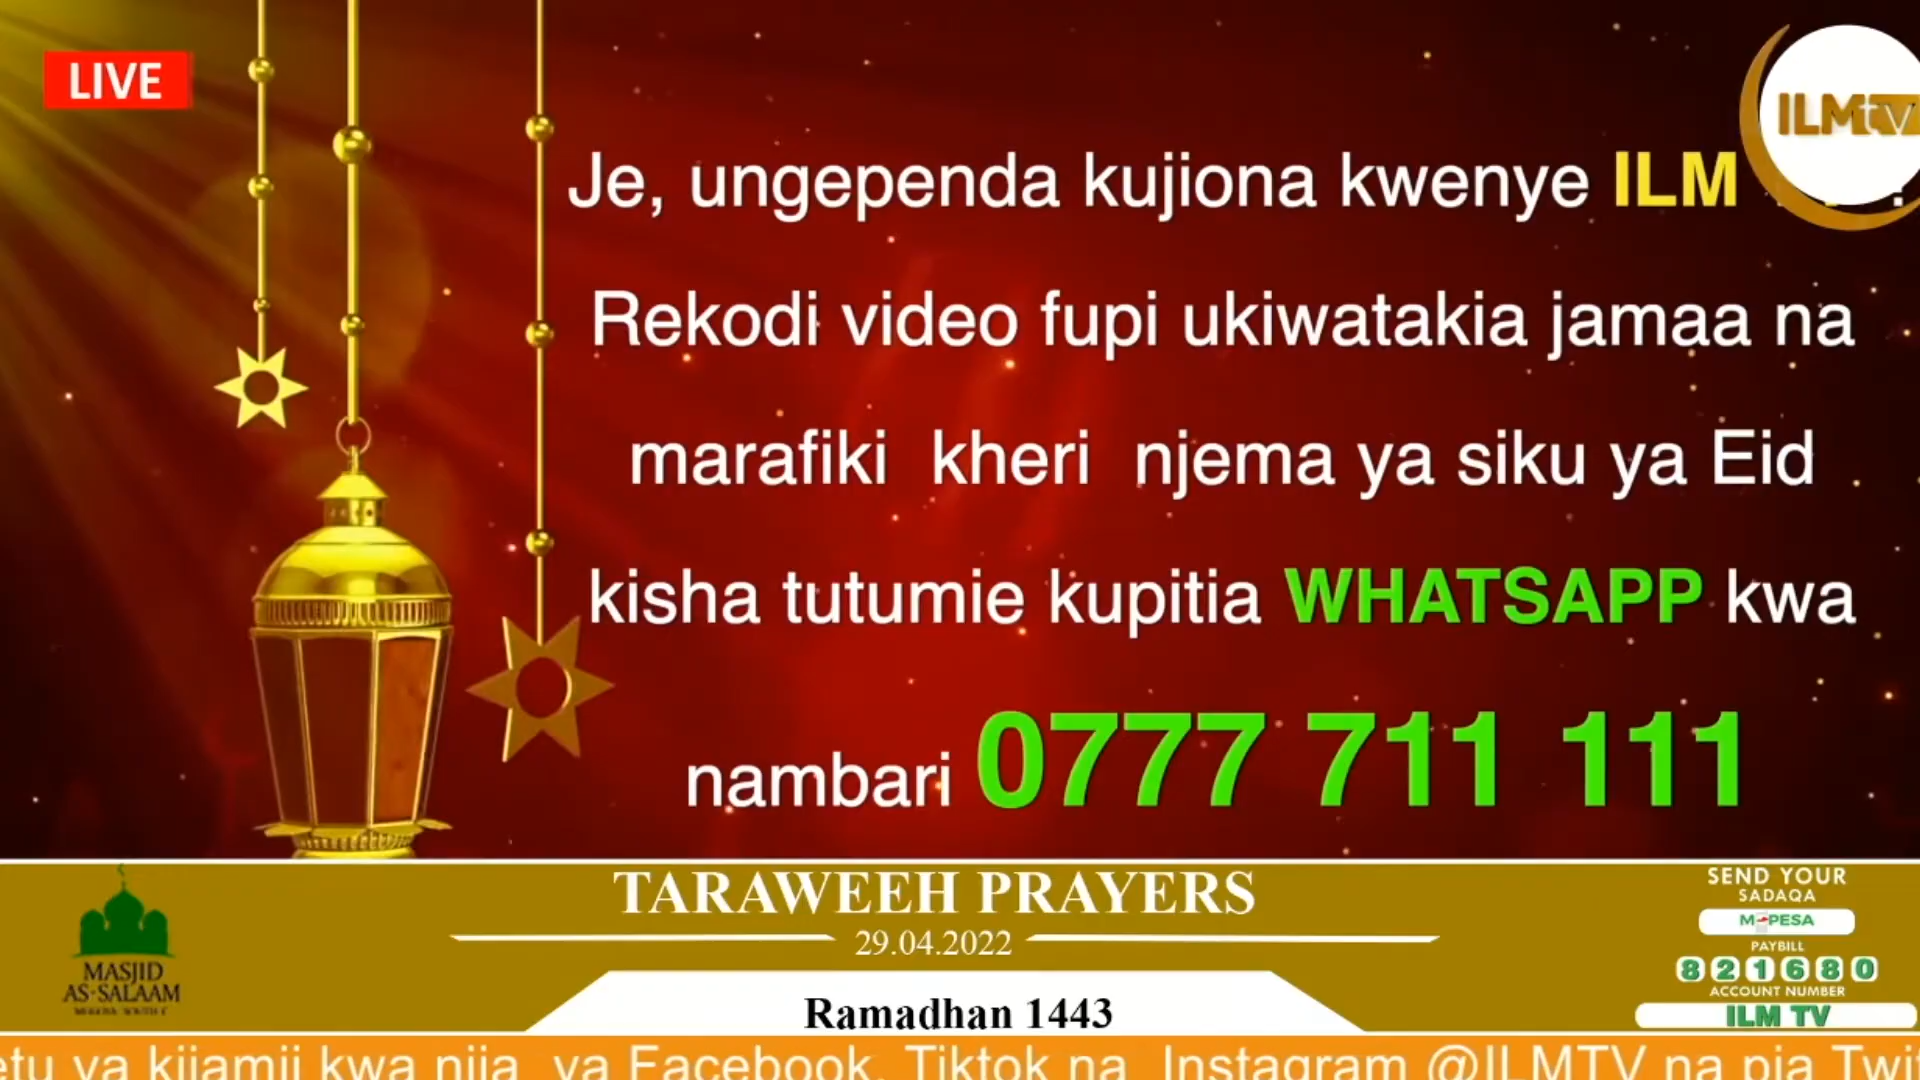 LIVE
ILMtv
Je, ungependa kujiona kwenye ILM
Rekodi video fupi ukiwatakia jamaa na
marafiki kheri njema ya siku ya Eid
kisha tutumie kupitia WHATSAPP kwa
nambari 0777 711 111
TARAWEEH PRAYERS
29.04.2022
Ramadhan 1443
MASJID
AS-SALAAM
SEND YOUR
SADAQA
M-PESA
PAYBILL
821680
ACCOUNT NUMBER
ILM TV
etu ya kijamii kwa njia ya Facebook, Tiktok na Instagram @ILMTV na pia Twit